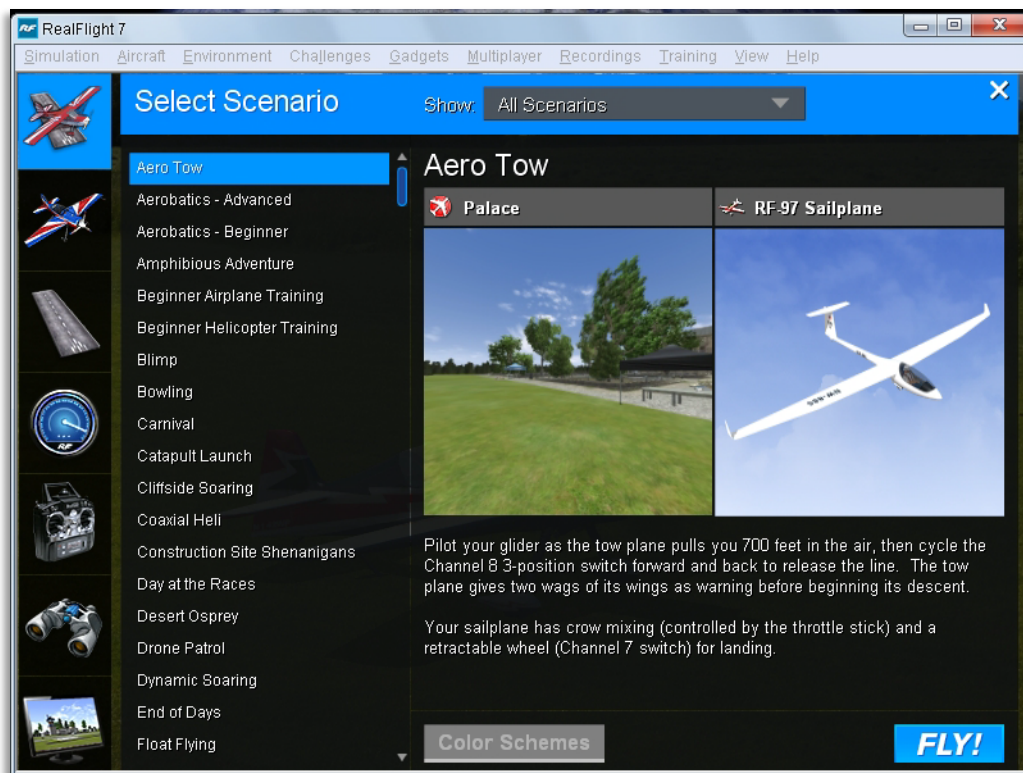 RF RealFlight 7
Simulation Aircraft Environment Challenges Gadgets Multiplayer Recordings Training View Help
Select Scenario
Show: All Scenarios
Aero Tow
Aerobatics - Advanced
Aerobatics - Beginner
Amphibious Adventure
Beginner Airplane Training
Beginner Helicopter Training
Blimp
Bowling
Carnival
Catapult Launch
Cliffside Soaring
Coaxial Heli
Construction Site Shenanigans
Day at the Races
Desert Osprey
Drone Patrol
Dynamic Soaring
End of Days
Float Flying
Aero Tow
Palace
RF-97 Sailplane
Pilot your glider as the tow plane pulls you 700 feet in the air, then cycle the
Channel 8 3-position switch forward and back to release the line. The tow
plane gives two wags of its wings as warning before beginning its descent.
Your sailplane has crow mixing (controlled by the throttle stick) and a
retractable wheel (Channel 7 switch) for landing.
Color Schemes
FLY!
RF